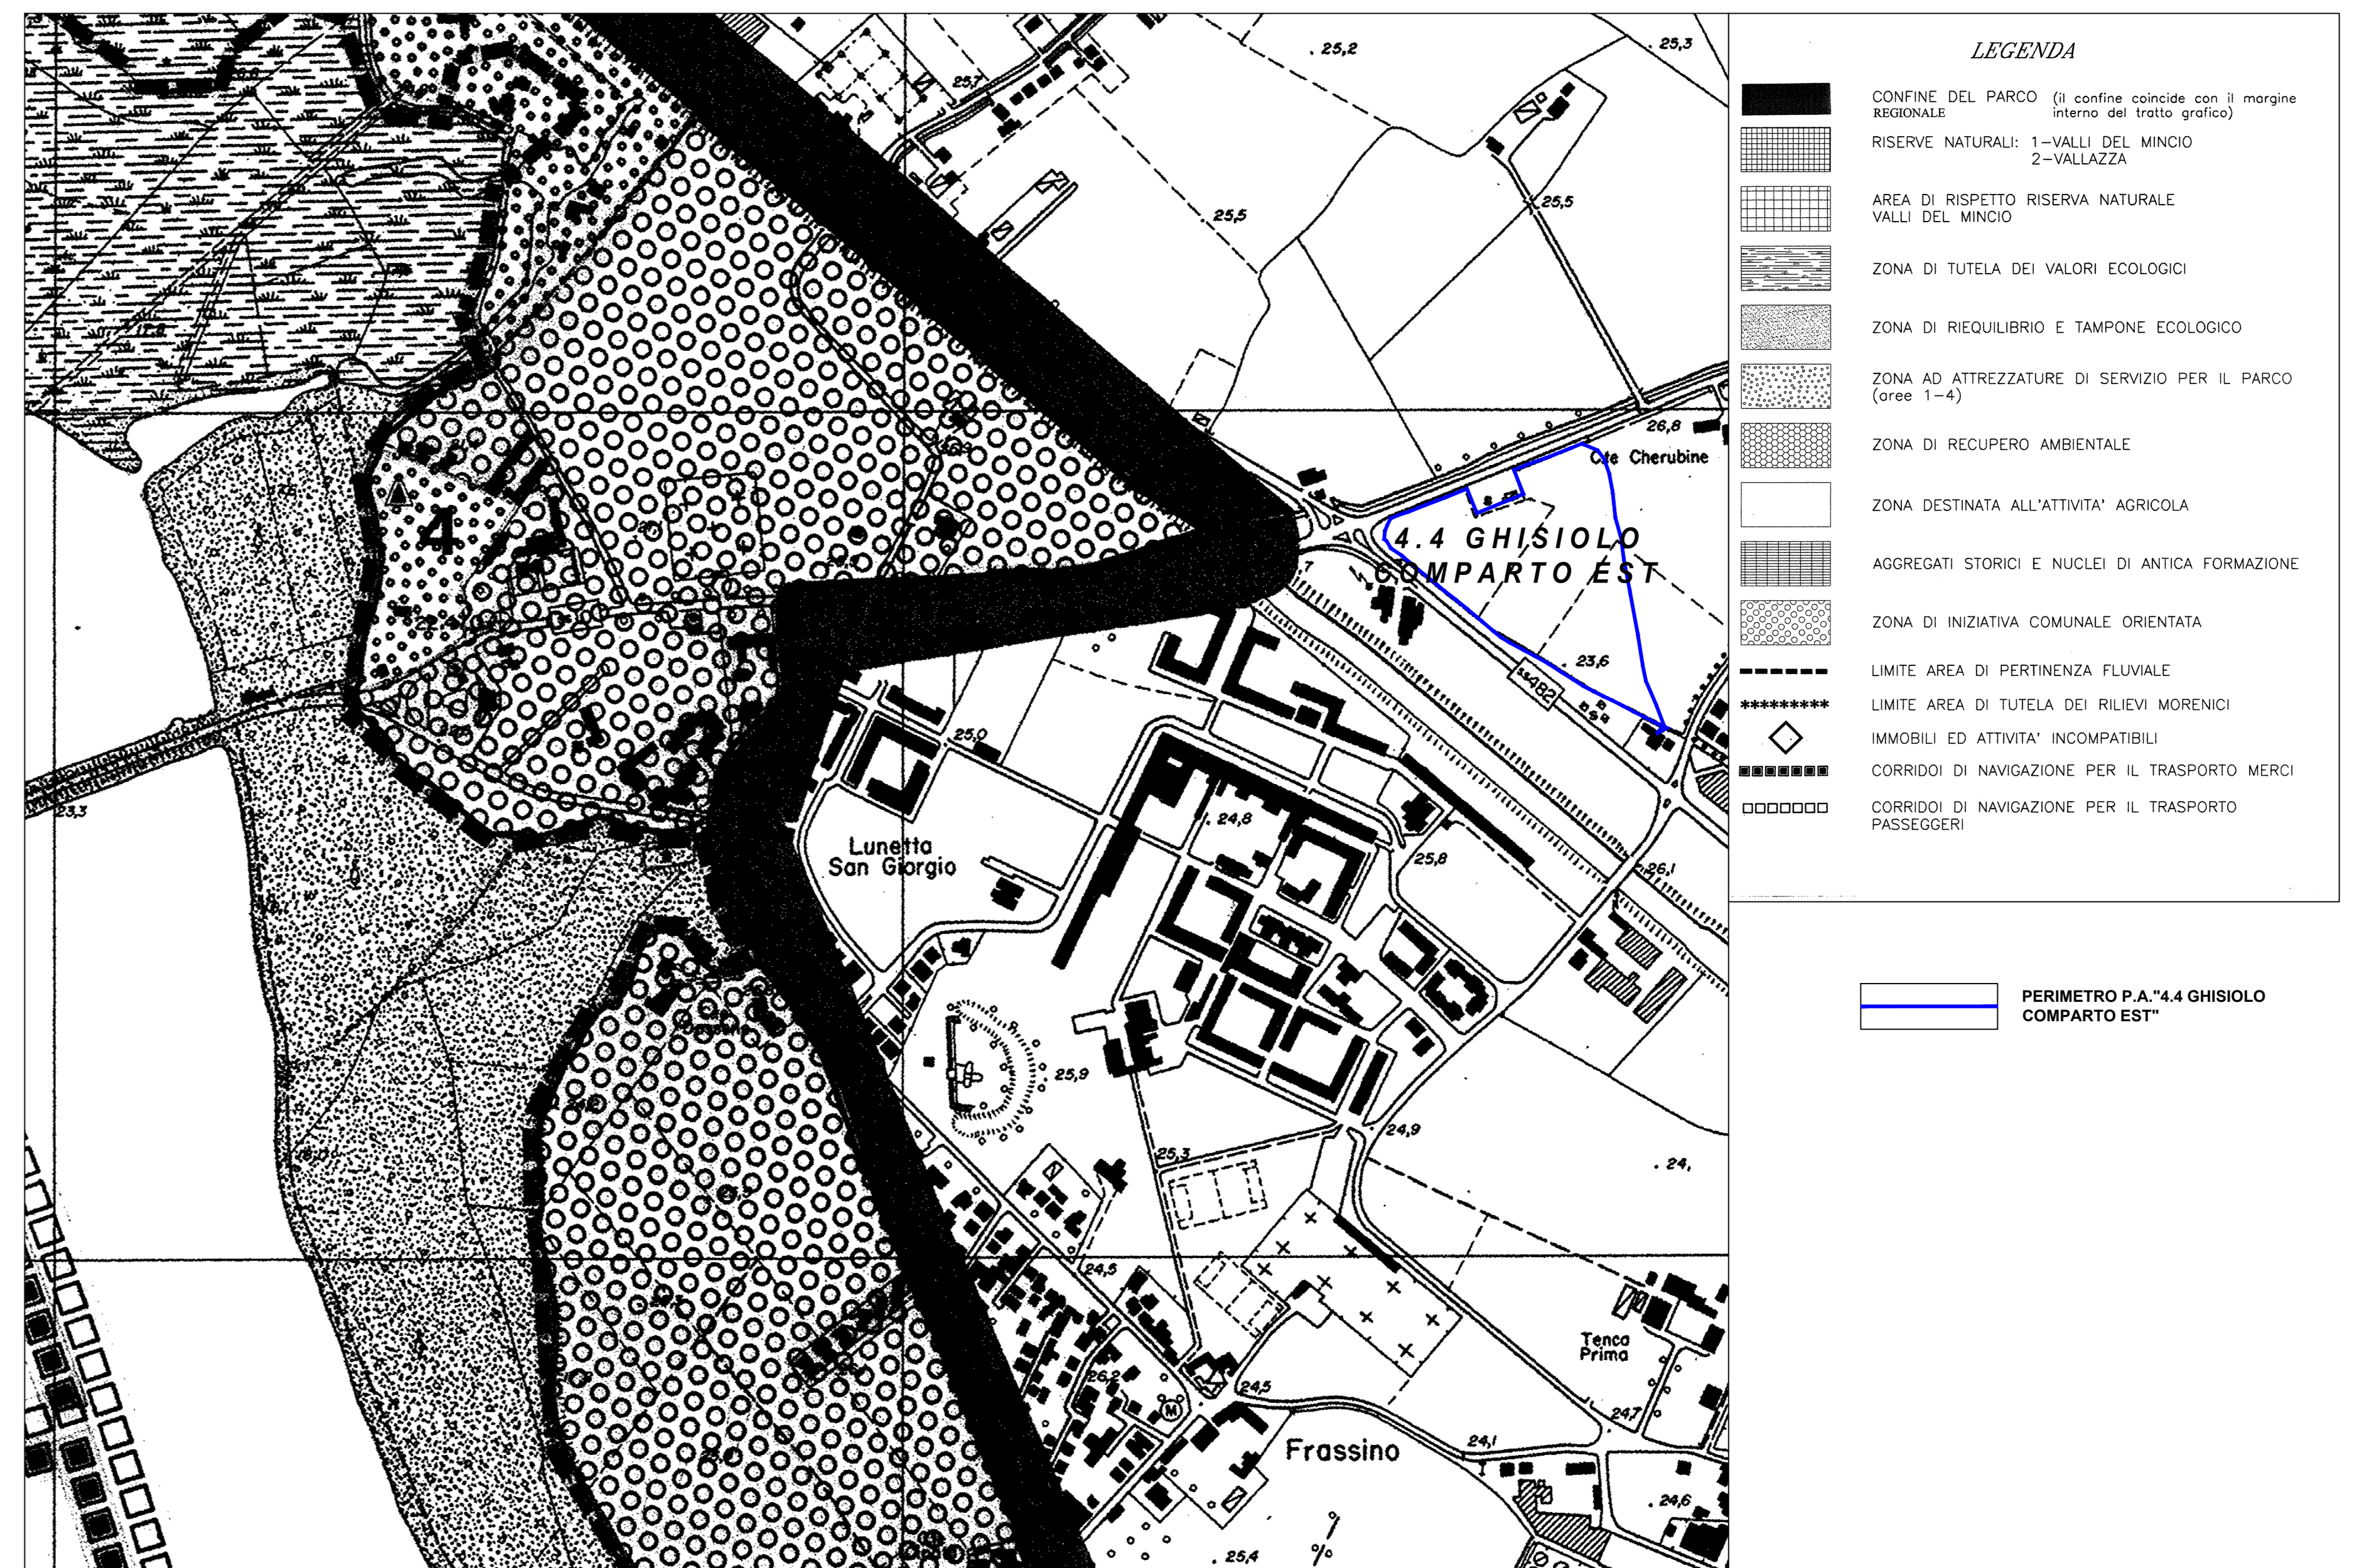 25,2
25,3
25,7
25,5
25,5
26,8
Cte Cherubine
4.4 GHISIOLO
COMPARTO EST
4
23,6
ss482
25,0
23,3
Lunetta
San Giorgio
24,8
25,8
26,1
25,9
24,9
25,3
24,
24,5
Tenca
Prima
26,2
24,5
M
24,7
Frassino
24,1
24,6
25,4
LEGENDA
CONFINE DEL PARCO (il confine coincide con il margine
REGIONALE interno del tratto grafico)
RISERVE NATURALI: 1-VALLI DEL MINCIO
2-VALLAZZA
AREA DI RISPETTO RISERVA NATURALE
VALLI DEL MINCIO
ZONA DI TUTELA DEI VALORI ECOLOGICI
ZONA DI RIEQUILIBRIO E TAMPONE ECOLOGICO
ZONA AD ATTREZZATURE DI SERVIZIO PER IL PARCO
(aree 1-4)
ZONA DI RECUPERO AMBIENTALE
ZONA DESTINATA ALL'ATTIVITA' AGRICOLA
AGGREGATI STORICI E NUCLEI DI ANTICA FORMAZIONE
ZONA DI INIZIATIVA COMUNALE ORIENTATA
LIMITE AREA DI PERTINENZA FLUVIALE
LIMITE AREA DI TUTELA DEI RILIEVI MORENICI
IMMOBILI ED ATTIVITA' INCOMPATIBILI
CORRIDOI DI NAVIGAZIONE PER IL TRASPORTO MERCI
CORRIDOI DI NAVIGAZIONE PER IL TRASPORTO
PASSEGGERI
PERIMETRO P.A."4.4 GHISIOLO
COMPARTO EST"